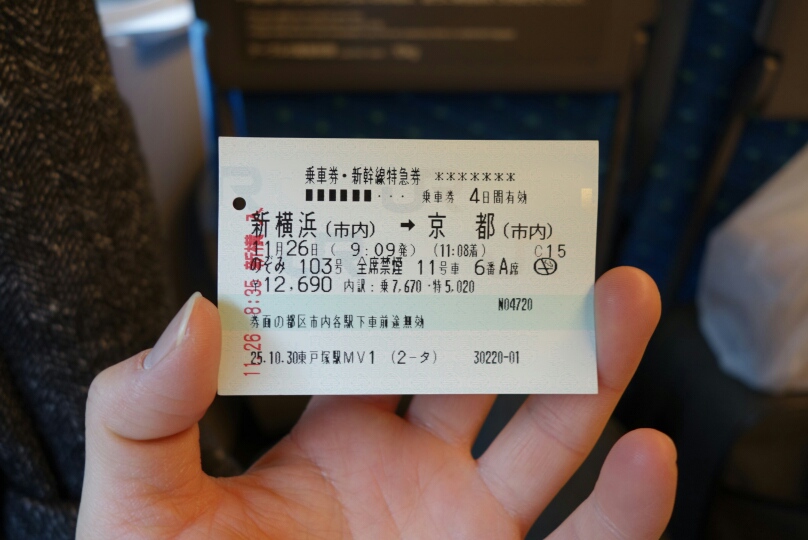 乗車券・新幹線特急券 *******
■■■■■■・・・ 乗車券 4日間有効
新横浜(市内) ➡ 京都(市内)
11月26日 ( 9:09発) (11:08着) C15
のぞみ 103号 全席禁煙 11号車 6番A席
¥12,690 内訳:乗7,670・特5,020
N04720
券面の都区市内各駅下車前途無効
25.10.30東戸塚駅MV1 (2-タ) 30220-01
11.26 8:35